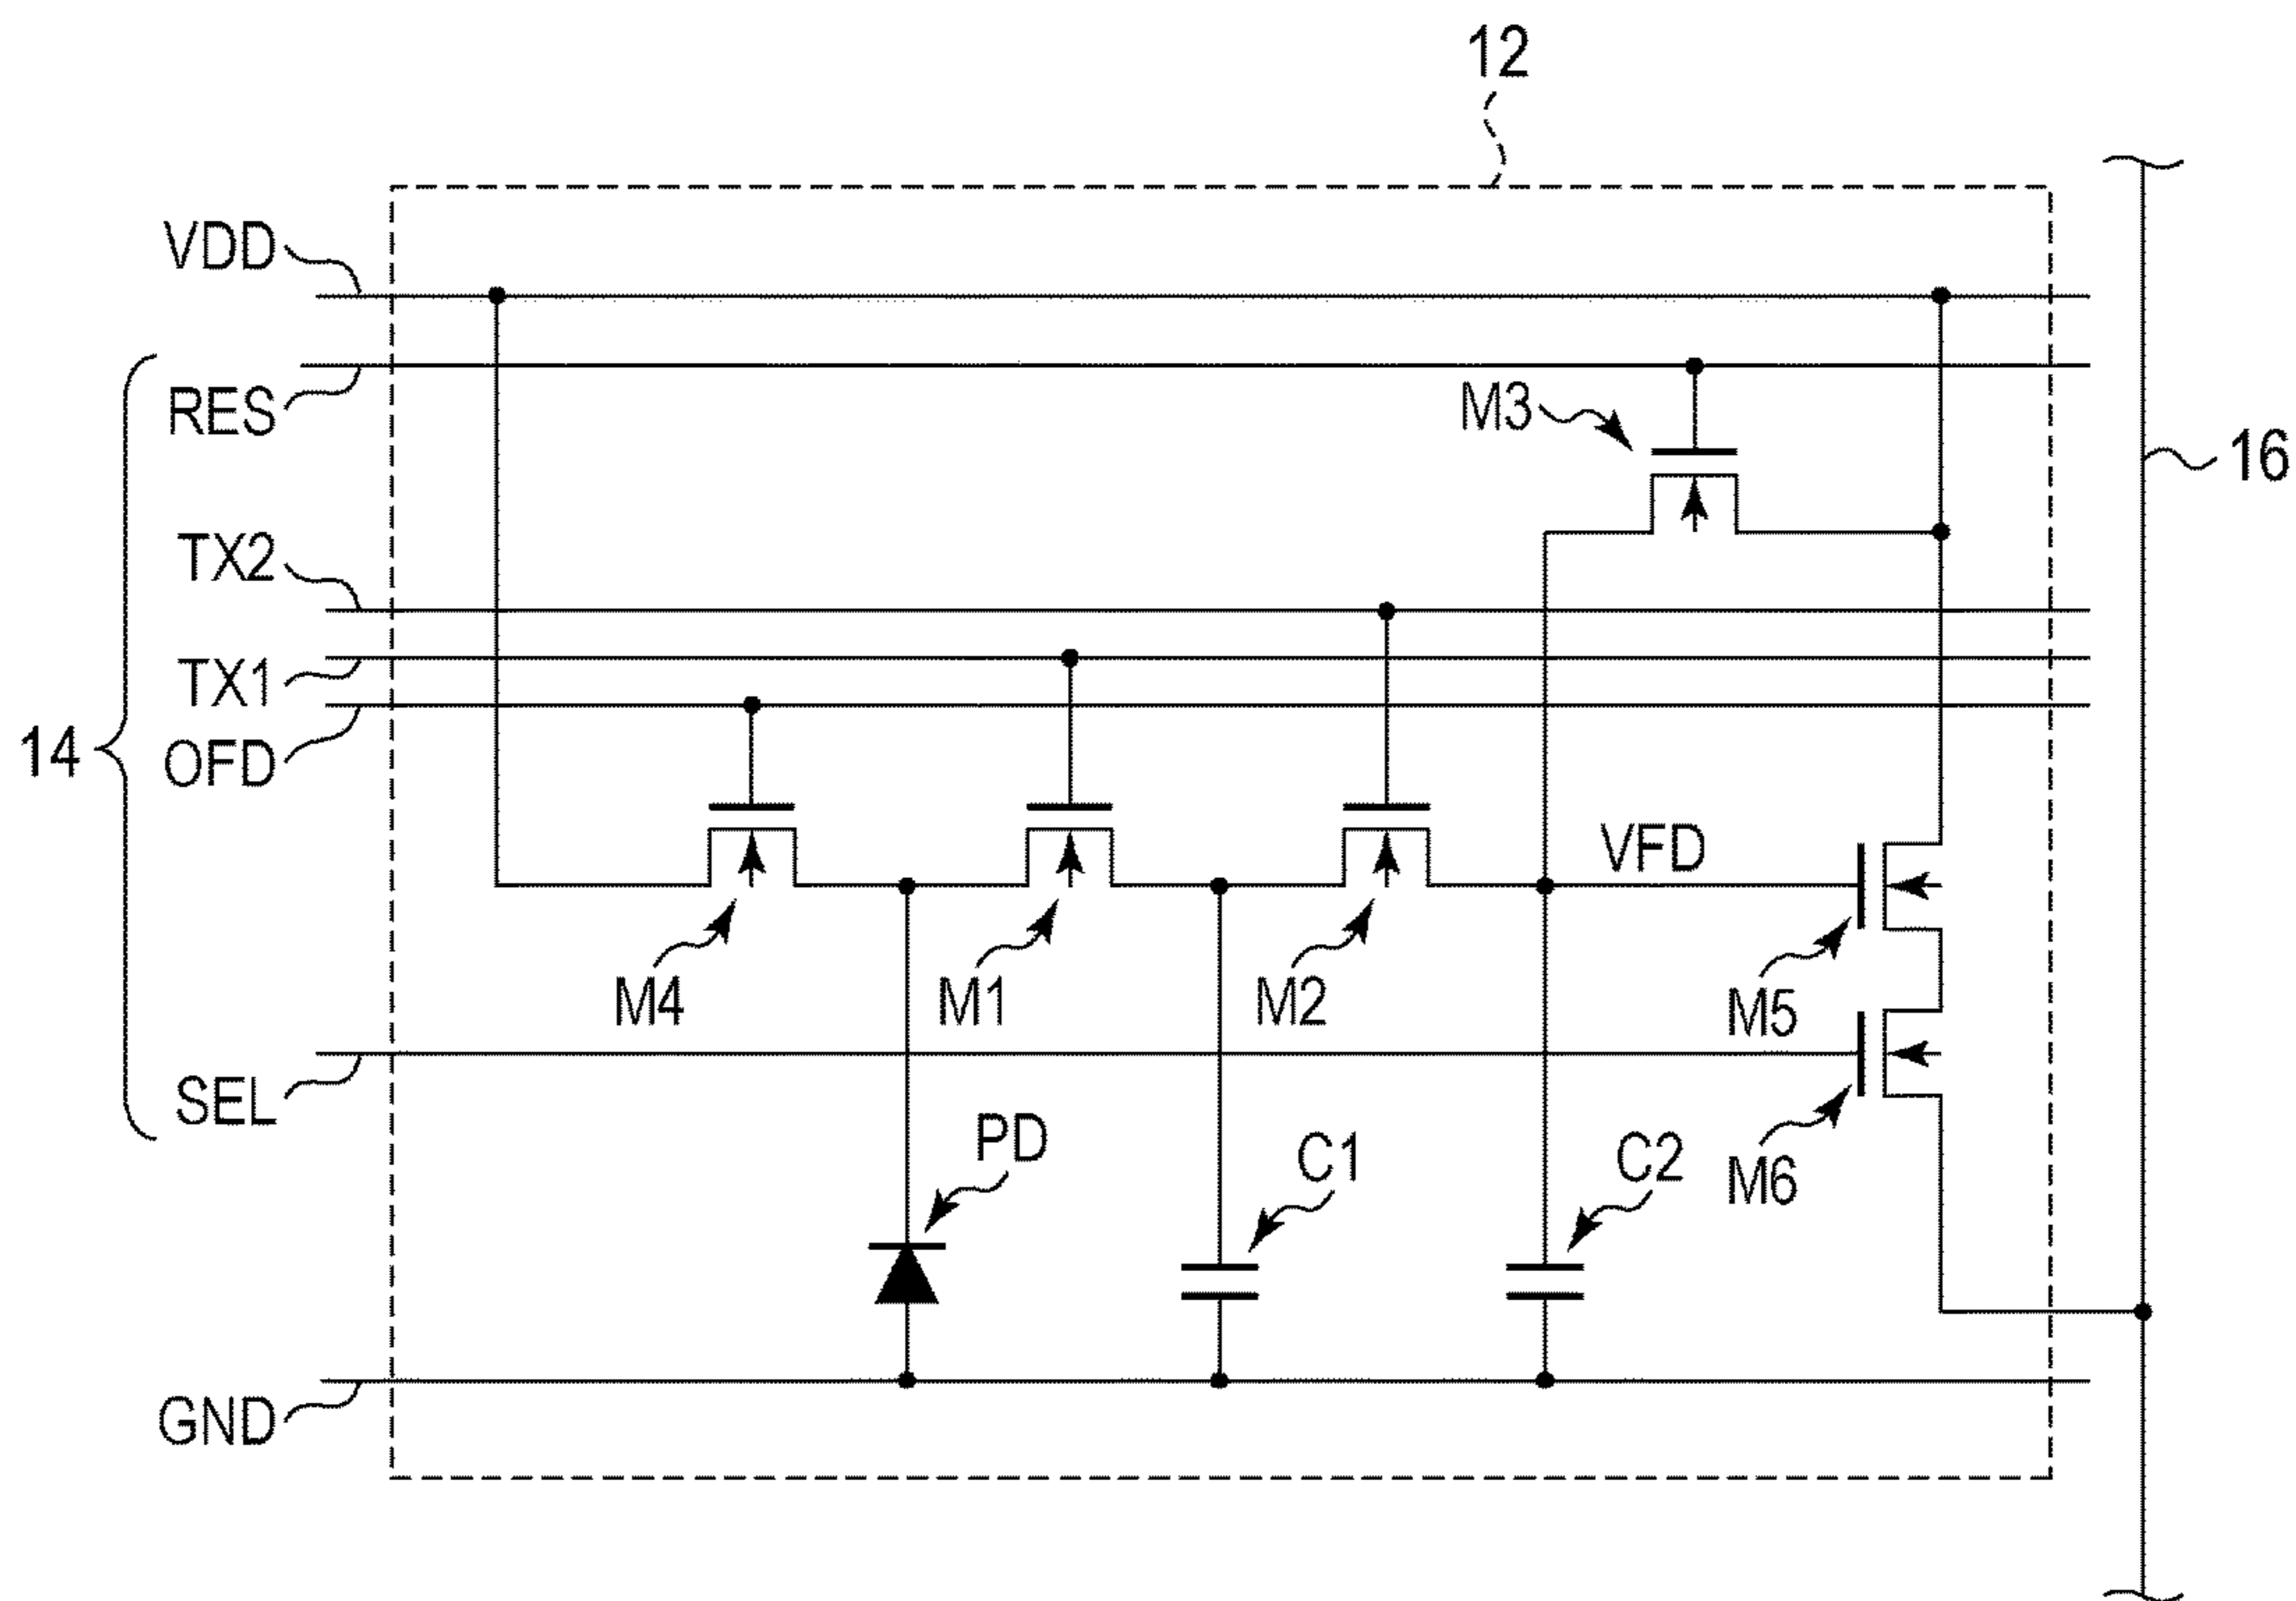 12
VDD
RES
M3
16
TX2
TX1
14
OFD
VFD
M4
M1
M2
M5
SEL
PD
C1
C2
M6
GND